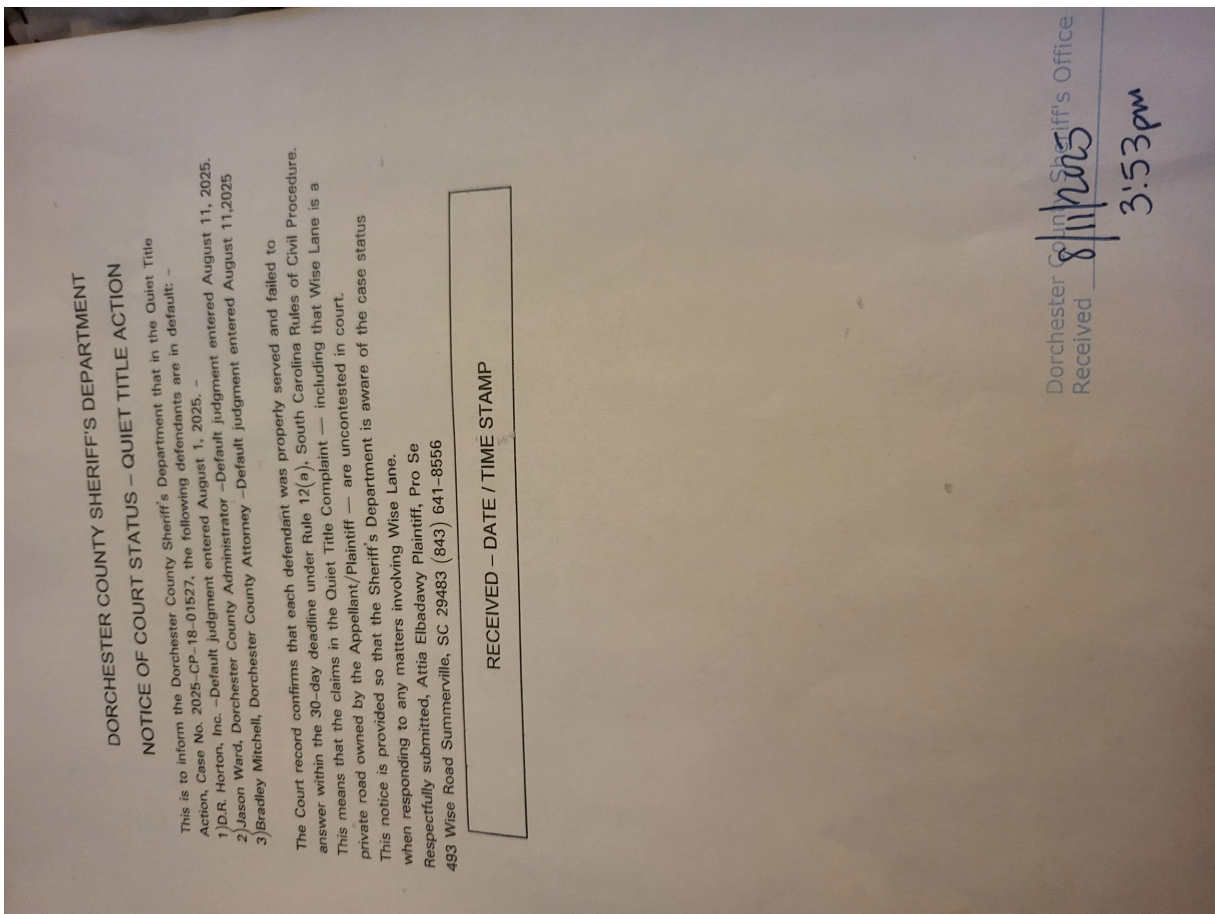 DORCHESTER COUNTY SHERIFF'S DEPARTMENT
NOTICE OF COURT STATUS – QUIET TITLE ACTION
This is to inform the Dorchester County Sheriff's Department that in the Quiet Title
Action, Case No. 2025-CP-18-01527, the following defendants are in default: -
1)D.R. Horton, Inc. -Default judgment entered August 1, 2025. -
2)Jason Ward, Dorchester County Administrator -Default judgment entered August 11, 2025.
3)Bradley Mitchell, Dorchester County Attorney -Default judgment entered August 11,2025
The Court record confirms that each defendant was properly served and failed to
answer within the 30-day deadline under Rule 12(a), South Carolina Rules of Civil Procedure.
This means that the claims in the Quiet Title Complaint — including that Wise Lane is a
private road owned by the Appellant/Plaintiff — are uncontested in court.
This notice is provided so that the Sheriff's Department is aware of the case status
when responding to any matters involving Wise Lane.
Respectfully submitted, Attia Elbadawy Plaintiff, Pro Se
493 Wise Road Summerville, SC 29483 (843) 641-8556
RECEIVED – DATE / TIME STAMP
Dorchester County Sheriff's Office
Received 8/11/2025
3:53pm